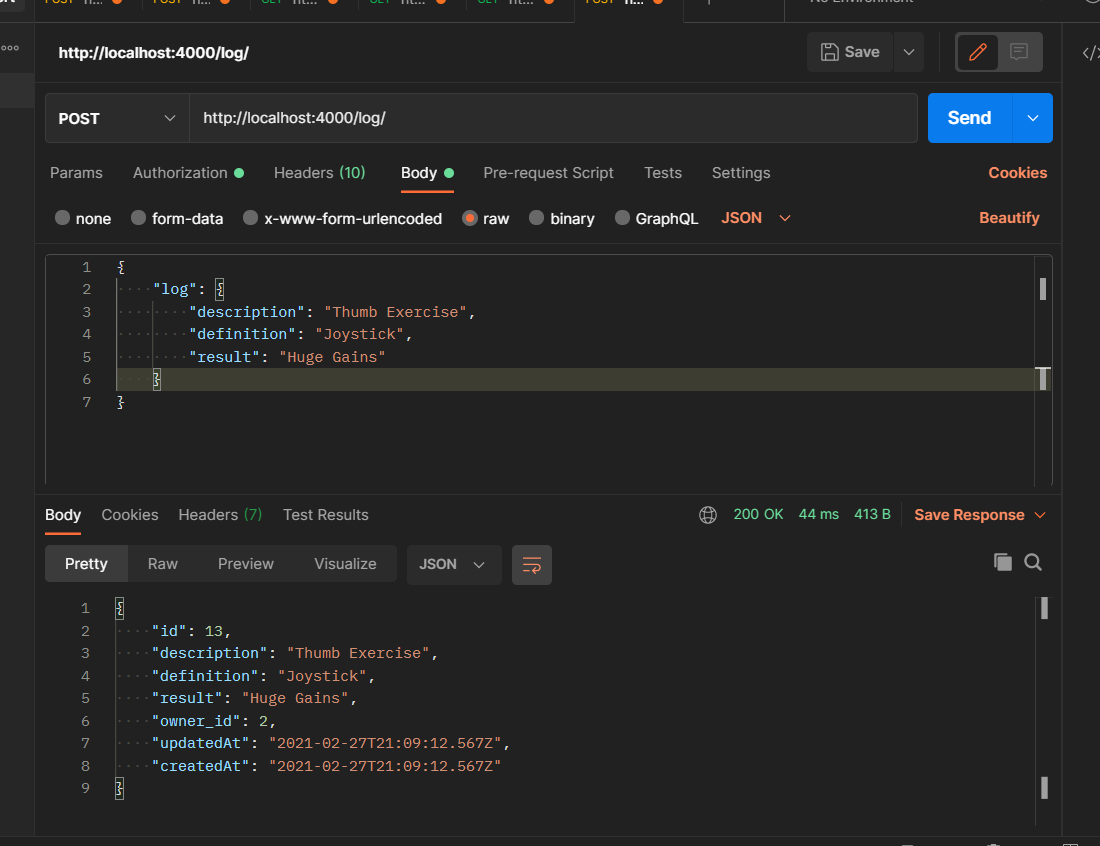 http://localhost:4000/log/
Save
POST
http://localhost:4000/log/
Send
Params Authorization Headers (10) Body Pre-request Script Tests Settings Cookies
none form-data x-www-form-urlencoded raw binary GraphQL JSON Beautify
1 {
2 "log": {
3 "description": "Thumb Exercise",
4 "definition": "Joystick",
5 "result": "Huge Gains"
6 }
7 }
Body Cookies Headers (7) Test Results 200 OK 44 ms 413 B Save Response
Pretty Raw Preview Visualize JSON
1 {
2 "id": 13,
3 "description": "Thumb Exercise",
4 "definition": "Joystick",
5 "result": "Huge Gains",
6 "owner_id": 2,
7 "updatedAt": "2021-02-27T21:09:12.567Z",
8 "createdAt": "2021-02-27T21:09:12.567Z"
9 }